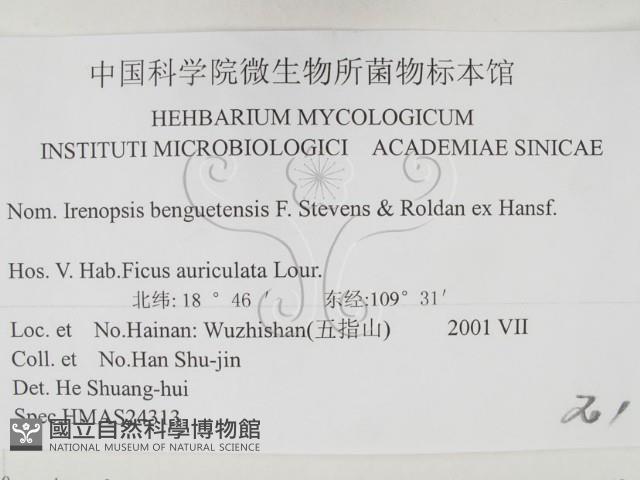 中国科学院微生物所菌物标本馆
HEHBARIUM MYCOLOGICUM
INSTITUTI MICROBIOLOGICI ACADEMIAE SINICAE
Nom. Irenopsis benguetensis F. Stevens & Roldan ex Hansf.
Hos. V. Hab.Ficus auriculata Lour.
北纬: 18 ° 46 ′ 东经:109° 31′
Loc. et No.Hainan: Wuzhishan(五指山) 2001 VII
Coll. et No.Han Shu-jin
Det. He Shuang-hui
Spec.HMAS24313
21
國立自然科學博物館
NATIONAL MUSEUM OF NATURAL SCIENCE